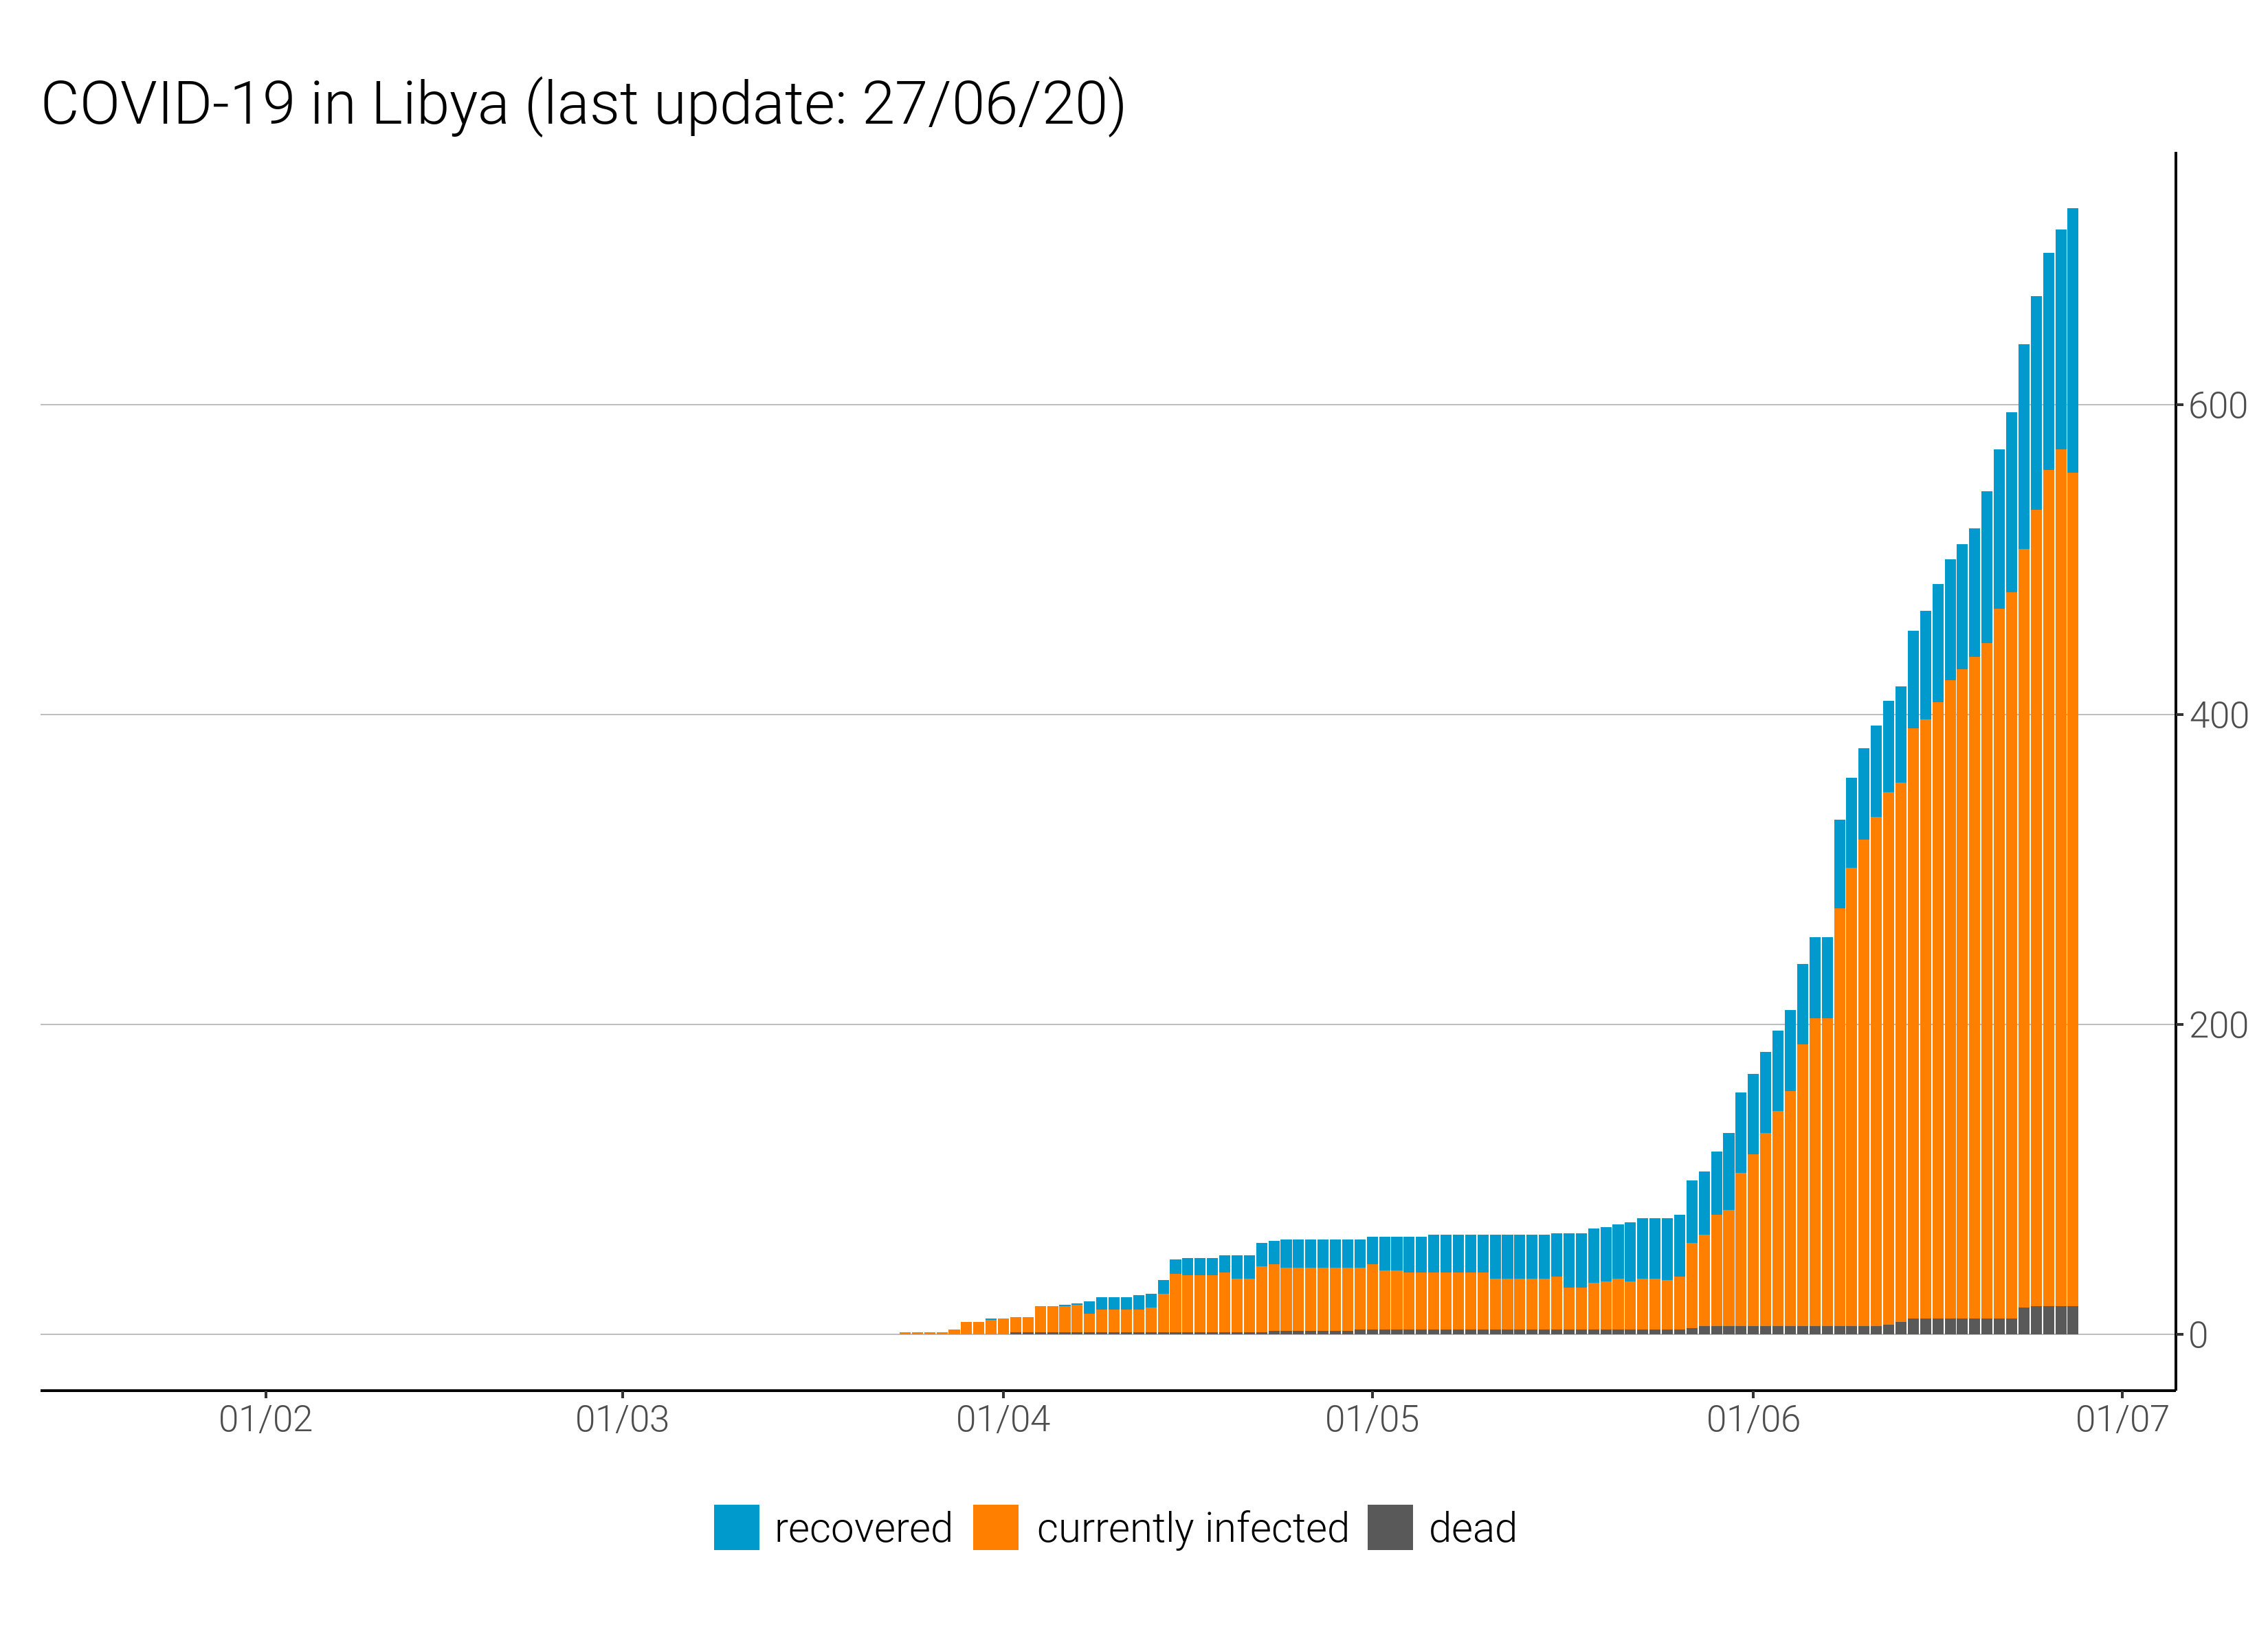 COVID-19 in Libya (last update: 27/06/20)
600
400
200
0
01/02 01/03 01/04 01/05 01/06 01/07
recovered currently infected dead